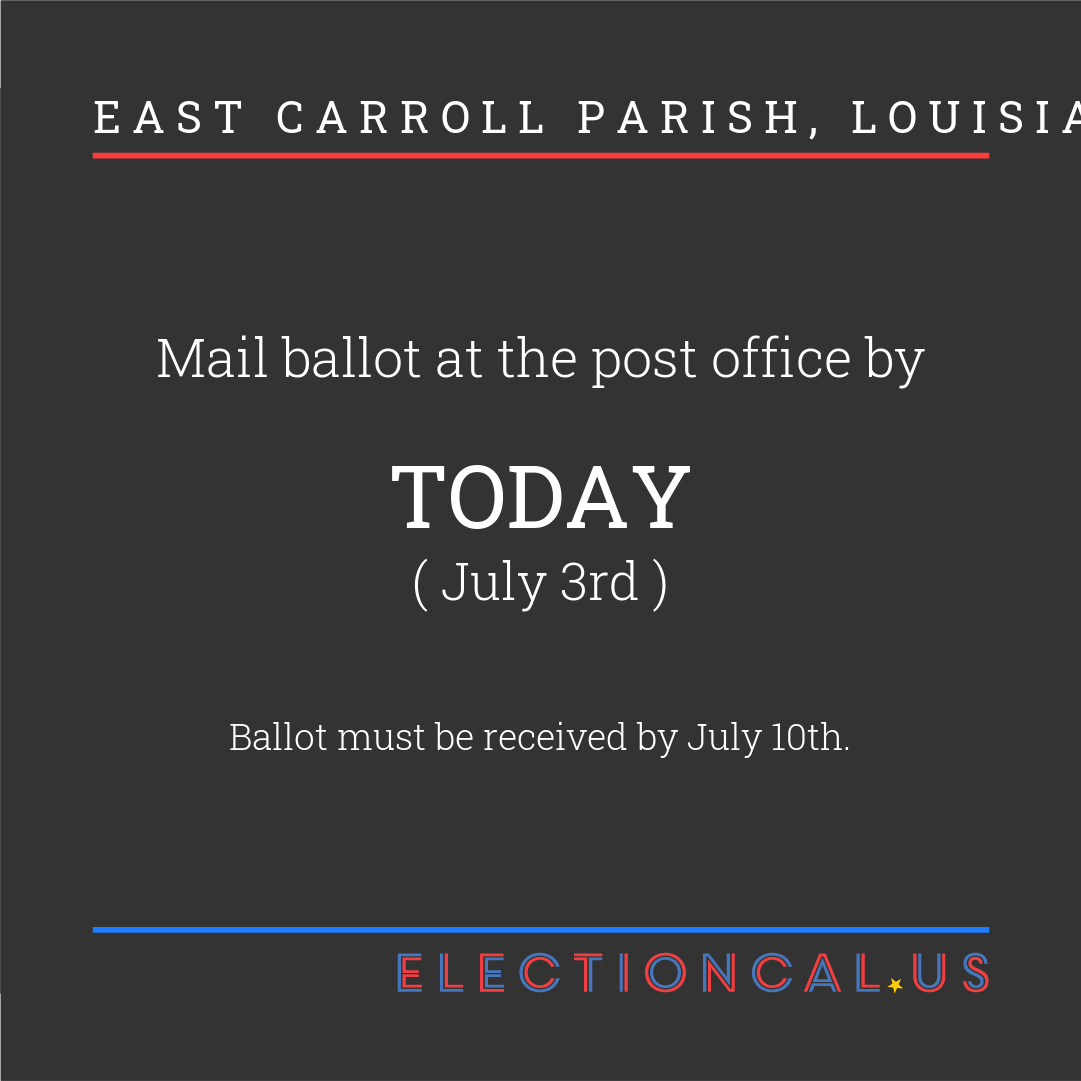 EAST CARROLL PARISH, LOUISIA
Mail ballot at the post office by
TODAY
( July 3rd )
Ballot must be received by July 10th.
ELECTIONCAL.US